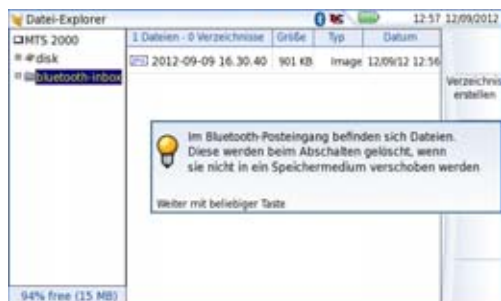 Datei-Explorer
12:57 12/09/2012
MTS 2000
disk
bluetooth-inbox
1 Dateien - 0 Verzeichnisse Größe Typ Datum
2012-09-09 16.30.40 901 KB Image 12/09/12 12:56
Verzeichnis
erstellen
Im Bluetooth-Posteingang befinden sich Dateien.
Diese werden beim Abschalten gelöscht, wenn
sie nicht in ein Speichermedium verschoben werden
Weiter mit beliebiger Taste
94% free (15 MB)